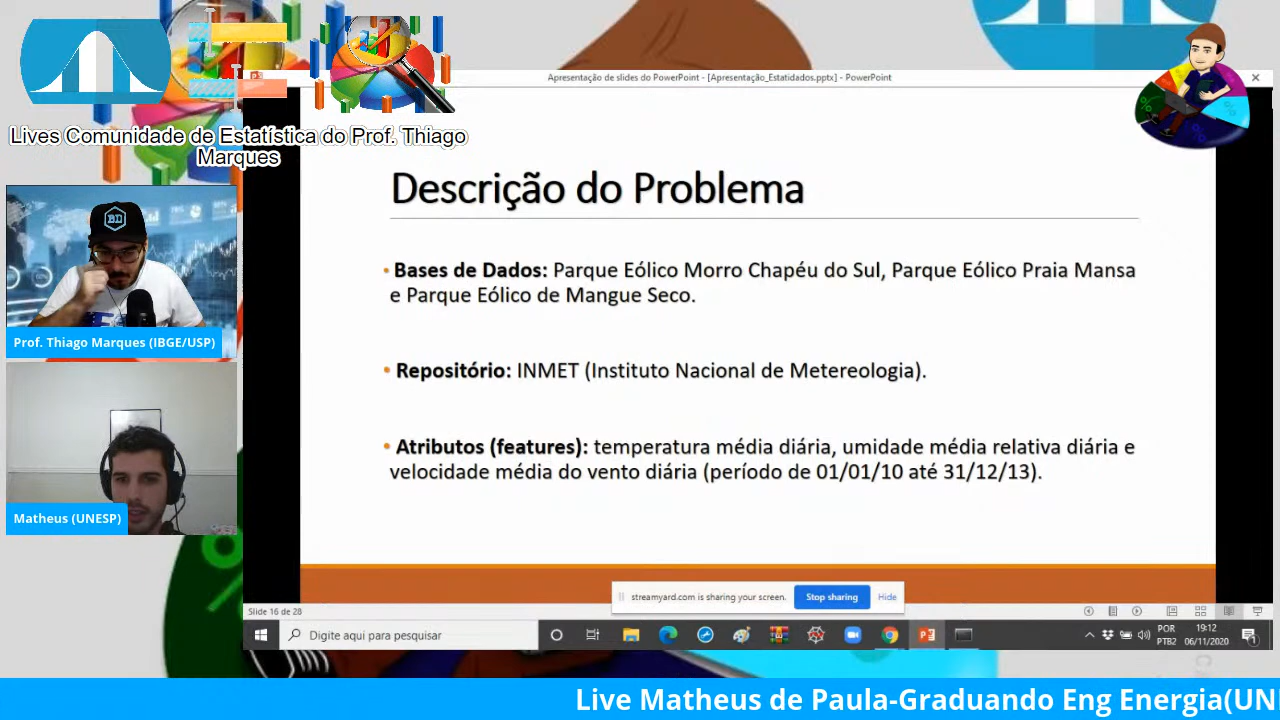 Apresentação de slides do PowerPoint - [Apresentação_Estatidados.pptx] - PowerPoint
Lives Comunidade de Estatística do Prof. Thiago
Marques
Descrição do Problema
• Bases de Dados: Parque Eólico Morro Chapéu do Sul, Parque Eólico Praia Mansa
e Parque Eólico de Mangue Seco.
• Repositório: INMET (Instituto Nacional de Metereologia).
• Atributos (features): temperatura média diária, umidade média relativa diária e
velocidade média do vento diária (período de 01/01/10 até 31/12/13).
BD
Prof. Thiago Marques (IBGE/USP)
Matheus (UNESP)
streamyard.com is sharing your screen.
Stop sharing
Hide
Slide 16 de 28
Digite aqui para pesquisar
POR
PTB2
19:12
06/11/2020
Live Matheus de Paula-Graduando Eng Energia(UN